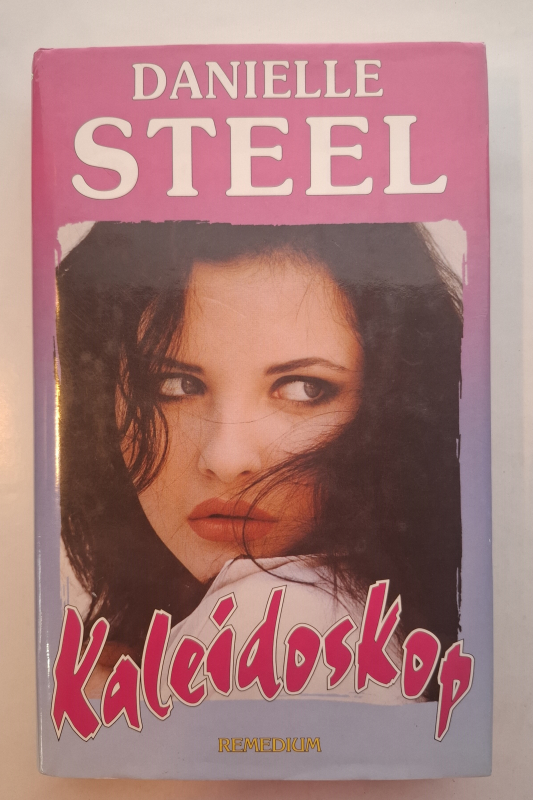 DANIELLE
STEEL
Kaleidoskop
REMEDIUM